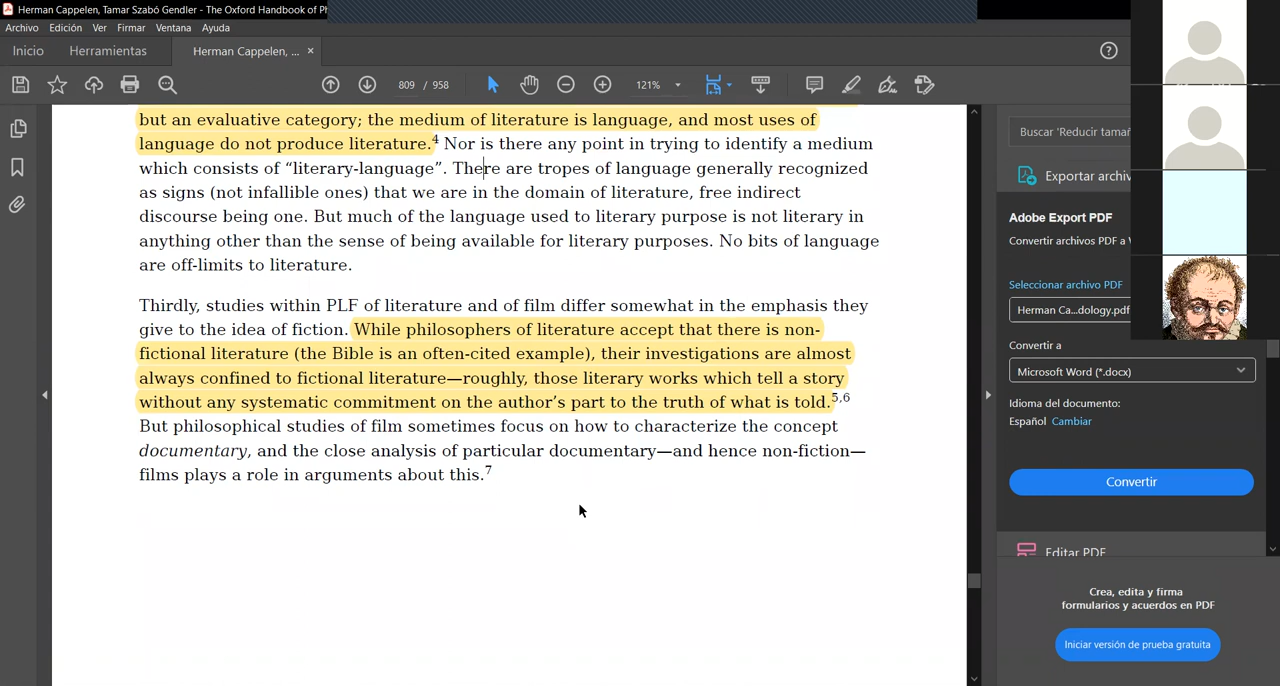 Herman Cappelen, Tamar Szabó Gendler - The Oxford Handbook of Ph
Archivo Edición Ver Firmar Ventana Ayuda
Inicio Herramientas Herman Cappelen, ... ×
809 / 958 121%
but an evaluative category; the medium of literature is language, and most uses of
language do not produce literature.4 Nor is there any point in trying to identify a medium
which consists of “literary-language”. There are tropes of language generally recognized
as signs (not infallible ones) that we are in the domain of literature, free indirect
discourse being one. But much of the language used to literary purpose is not literary in
anything other than the sense of being available for literary purposes. No bits of language
are off-limits to literature.
Thirdly, studies within PLF of literature and of film differ somewhat in the emphasis they
give to the idea of fiction. While philosophers of literature accept that there is non-
fictional literature (the Bible is an often-cited example), their investigations are almost
always confined to fictional literature—roughly, those literary works which tell a story
without any systematic commitment on the author’s part to the truth of what is told.5,6
But philosophical studies of film sometimes focus on how to characterize the concept
documentary, and the close analysis of particular documentary—and hence non-fiction—
films plays a role in arguments about this.7
Buscar 'Reducir tamañ
Exportar archiv
Adobe Export PDF
Convertir archivos PDF a
Seleccionar archivo PDF
Herman Ca...dology.pdf
Convertir a
Microsoft Word (*.docx)
Idioma del documento:
Español Cambiar
Convertir
Editar PDF
Crea, edita y firma
formularios y acuerdos en PDF
Iniciar versión de prueba gratuita